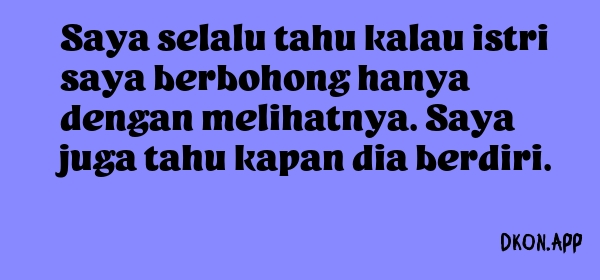 Saya selalu tahu kalau istri
saya berbohong hanya
dengan melihatnya. Saya
juga tahu kapan dia berdiri.
DKON.APP